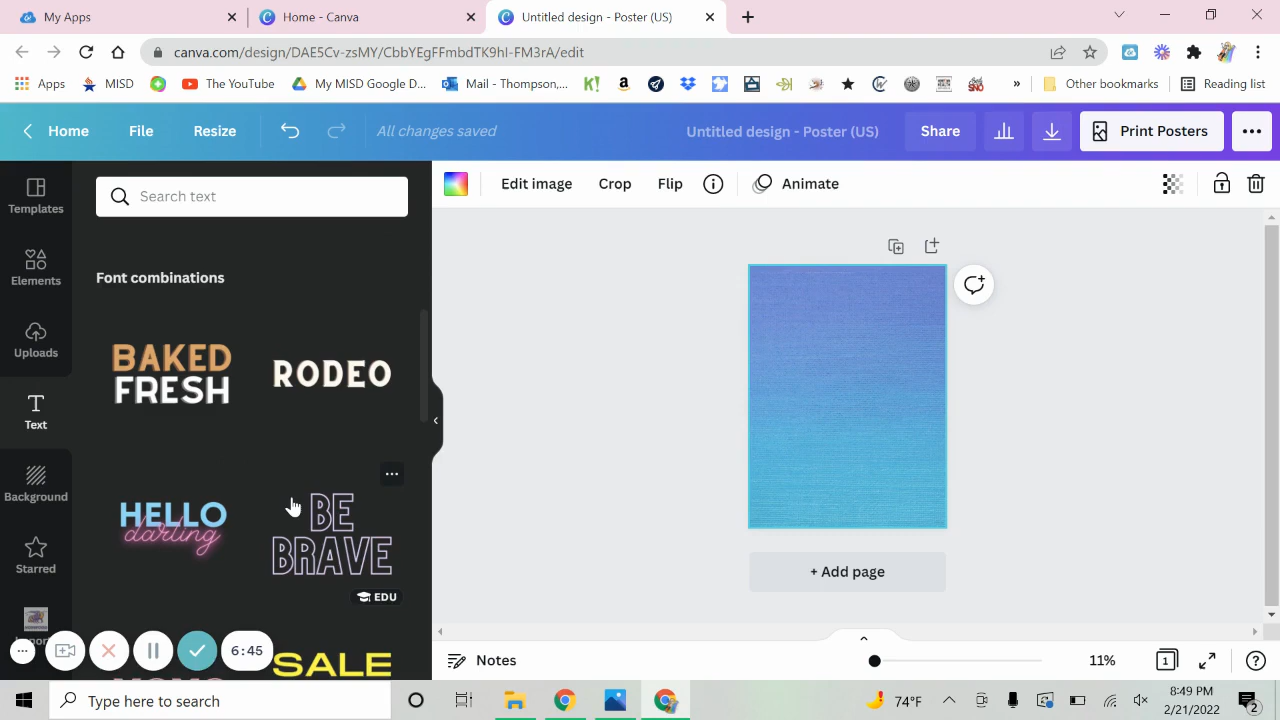 My Apps
Home - Canva
Untitled design - Poster (US)
canva.com/design/DAE5Cv-zsMY/CbbYEgFFmbdTK9hI-FM3rA/edit
Apps
MISD
The YouTube
My MISD Google D...
Mail - Thompson,...
Other bookmarks
Reading list
Home
File
Resize
All changes saved
Untitled design - Poster (US)
Share
Print Posters
Templates
Elements
Uploads
Text
Background
Starred
Search text
Edit image
Crop
Flip
Animate
Font combinations
BAKED
FRESH
RODEO
HELLO
darling
BE
BRAVE
EDU
SALE
+ Add page
6:45
Notes
11%
1
Type here to search
74°F
8:49 PM
2/21/2022
2